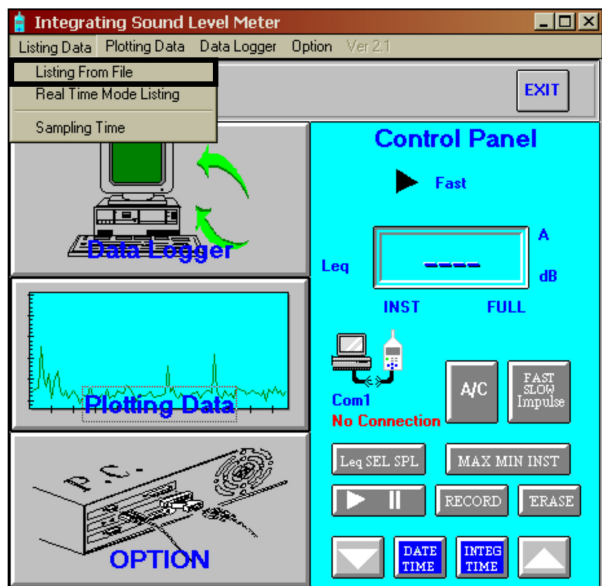 Integrating Sound Level Meter
Listing Data Plotting Data Data Logger Option Ver 2.1
Listing From File
Real Time Mode Listing
Sampling Time
EXIT
Data Logger
Plotting Data
P.C.
OPTION
Control Panel
Fast
A
Leq ---- dB
INST FULL
Com1
No Connection
A/C
FAST
SLOW
Impulse
Leq SEL SPL
MAX MIN INST
RECORD
ERASE
DATE
TIME
INTEG
TIME